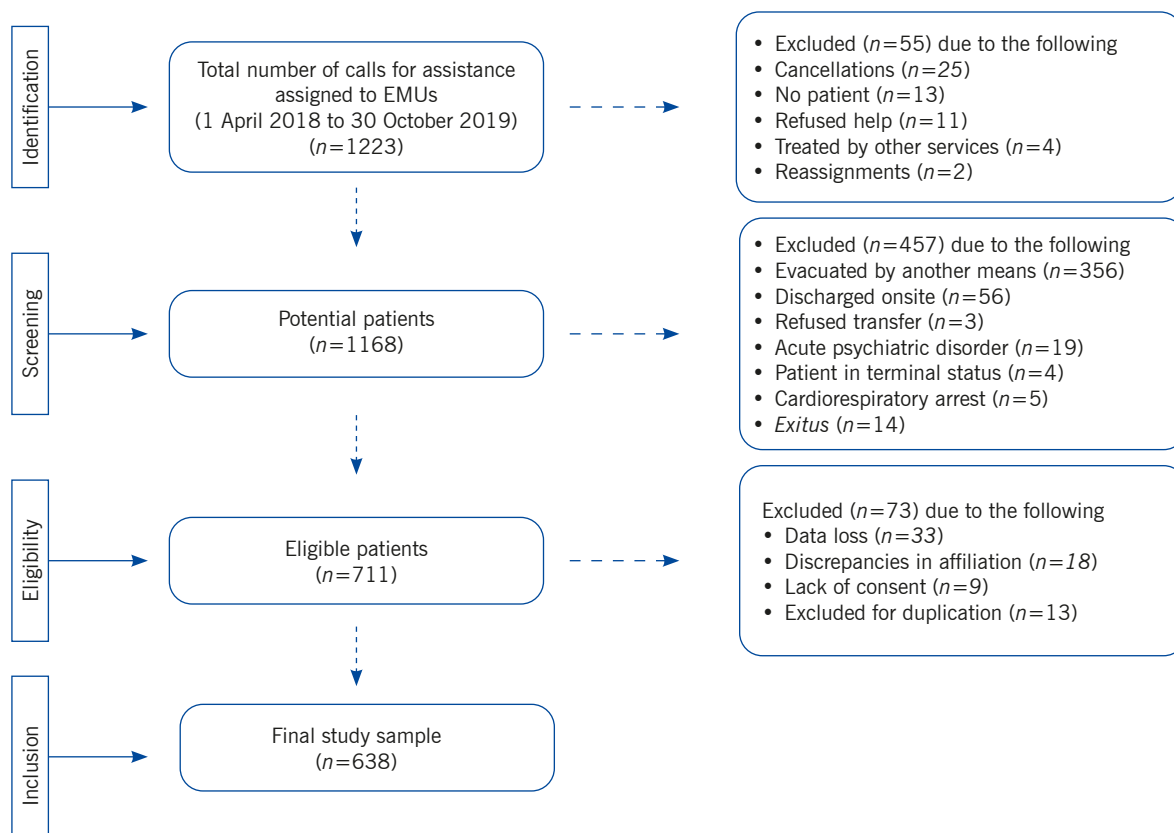 Identification
Total number of calls for assistance
assigned to EMUs
(1 April 2018 to 30 October 2019)
(n=1223)
• Excluded (n=55) due to the following
• Cancellations (n=25)
• No patient (n=13)
• Refused help (n=11)
• Treated by other services (n=4)
• Reassignments (n=2)
Screening
Potential patients
(n=1168)
• Excluded (n=457) due to the following
• Evacuated by another means (n=356)
• Discharged onsite (n=56)
• Refused transfer (n=3)
• Acute psychiatric disorder (n=19)
• Patient in terminal status (n=4)
• Cardiorespiratory arrest (n=5)
• Exitus (n=14)
Eligibility
Eligible patients
(n=711)
Excluded (n=73) due to the following
• Data loss (n=33)
• Discrepancies in affiliation (n=18)
• Lack of consent (n=9)
• Excluded for duplication (n=13)
Inclusion
Final study sample
(n=638)